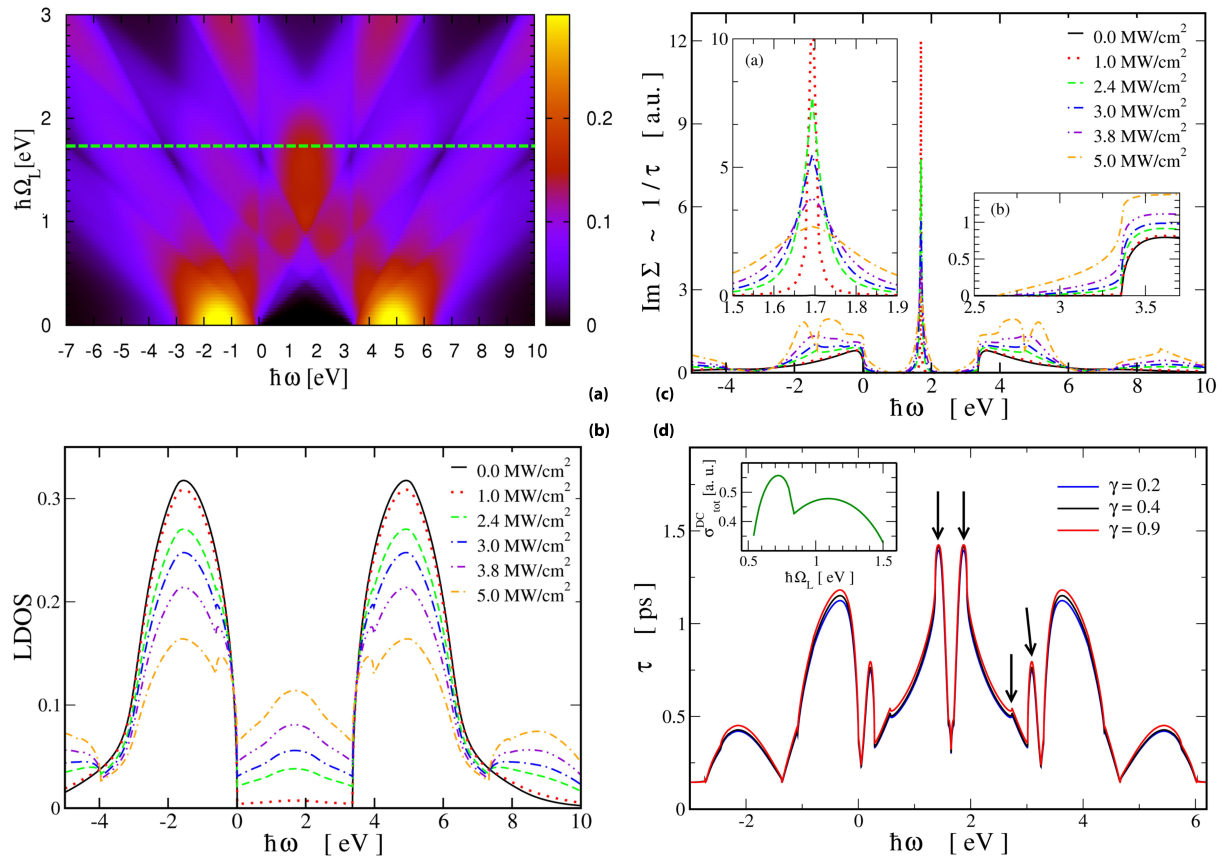 3
2
1
0
ħΩ_L [eV]
-7 -6 -5 -4 -3 -2 -1 0 1 2 3 4 5 6 7 8 9 10
ħω [eV]
0.2
0.1
0
(a)
12
9
6
3
0
Im Σ ~ 1 / τ [ a.u. ]
10
5
0
(a)
1.5 1.6 1.7 1.8 1.9
0.0 MW/cm²
1.0 MW/cm²
2.4 MW/cm²
3.0 MW/cm²
3.8 MW/cm²
5.0 MW/cm²
1
0.5
0
(b)
2.5 3 3.5
-4 -2 0 2 4 6 8 10
ħω [ eV ]
(c)
(b)
LDOS
0.3
0.2
0.1
0
0.0 MW/cm²
1.0 MW/cm²
2.4 MW/cm²
3.0 MW/cm²
3.8 MW/cm²
5.0 MW/cm²
-4 -2 0 2 4 6 8 10
ħω [ eV ]
(d)
τ [ ps ]
1.5
1
0.5
0
σ^DC_tot [a. u.]
0.5
0.4
0.5 1 1.5
ħΩ_L [ eV ]
γ = 0.2
γ = 0.4
γ = 0.9
-2 0 2 4 6
ħω [ eV ]